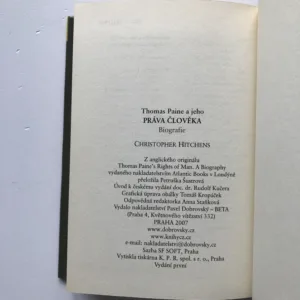 Thomas Paine a jeho
PRÁVA ČLOVĚKA
Biografie
CHRISTOPHER HITCHENS
Z anglického originálu
Thomas Paine's Rights of Man. A Biography
vydaného nakladatelstvím Atlantic Books v Londýně
přeložila Petruška Šustrová
Úvod k českému vydání doc. dr. Rudolf Kučera
Grafická úprava obálky Tomáš Kropáček
Odpovědná redaktorka Anna Stašková
Vydalo nakladatelství Pavel Dobrovský – BETA
(Praha 4, Květnového vítězství 332)
PRAHA 2007
www.dobrovsky.cz
www.knihycz.cz
e-mail: nakladatelstvi@dobrovsky.cz
Sazba SF SOFT, Praha
Vytiskla tiskárna K. P. B. spol. s r. o., Praha
Vydání první